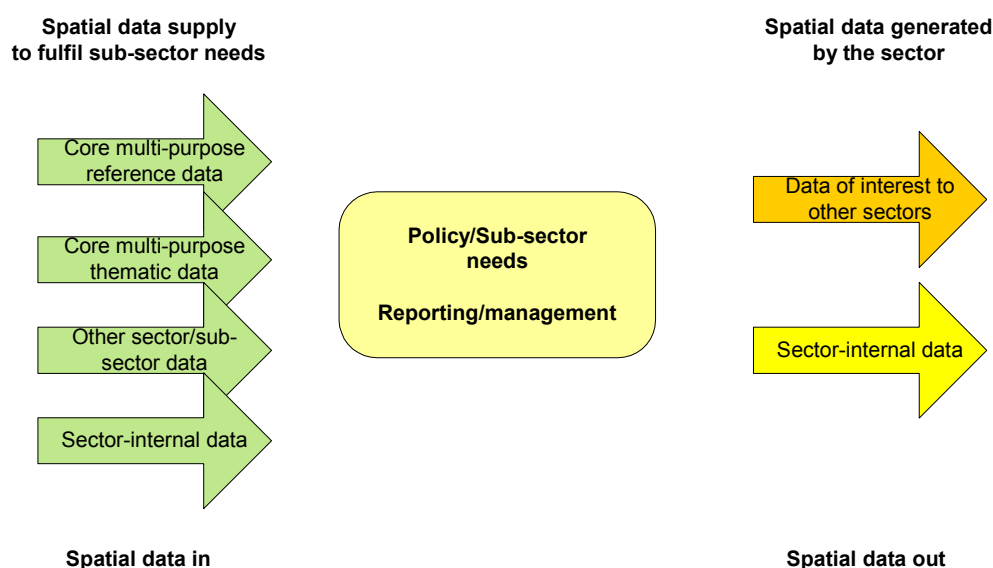 Spatial data supply
to fulfil sub-sector needs
Spatial data generated
by the sector
Core multi-purpose
reference data
Core multi-purpose
thematic data
Other sector/sub-
sector data
Sector-internal data
Policy/Sub-sector
needs
Reporting/management
Data of interest to
other sectors
Sector-internal data
Spatial data in
Spatial data out